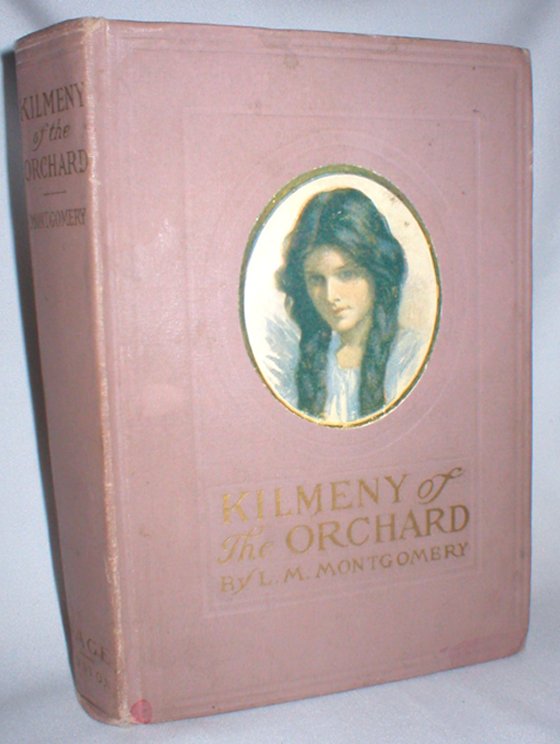 KILMENY
of the
ORCHARD
MONTGOMERY
KILMENY of
The ORCHARD
By L. M. MONTGOMERY